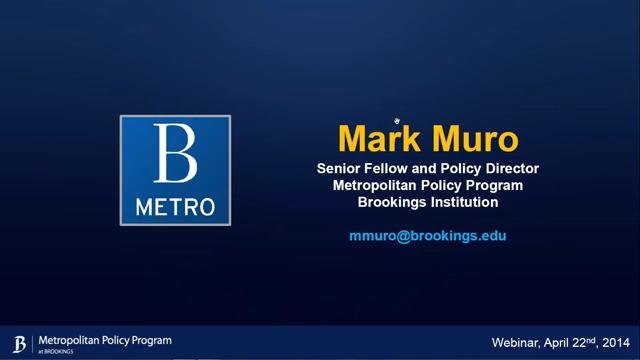 B
METRO
Mark Muro
Senior Fellow and Policy Director
Metropolitan Policy Program
Brookings Institution
mmuro@brookings.edu
B
Metropolitan Policy Program
at BROOKINGS
Webinar, April 22nd, 2014